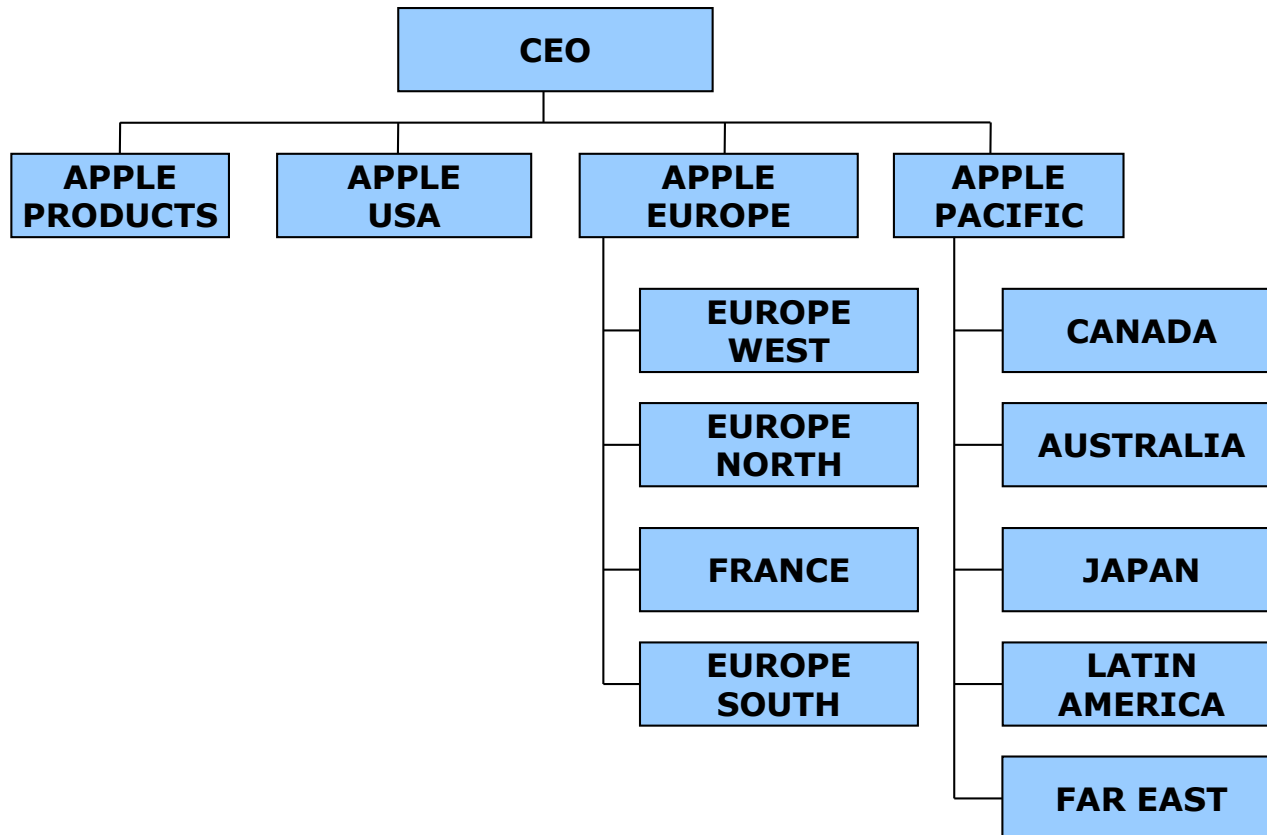 CEO
APPLE
PRODUCTS
APPLE
USA
APPLE
EUROPE
APPLE
PACIFIC
EUROPE
WEST
EUROPE
NORTH
FRANCE
EUROPE
SOUTH
CANADA
AUSTRALIA
JAPAN
LATIN
AMERICA
FAR EAST